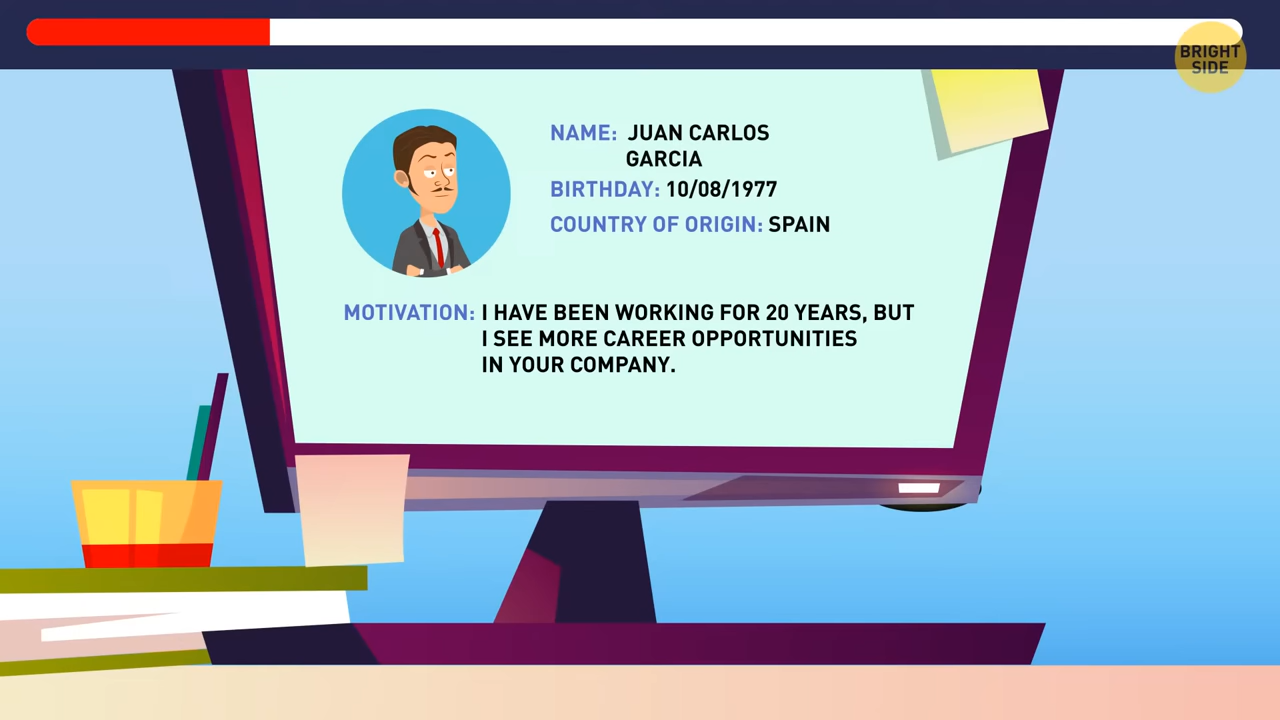 BRIGHT
SIDE
NAME: JUAN CARLOS
GARCIA
BIRTHDAY: 10/08/1977
COUNTRY OF ORIGIN: SPAIN
MOTIVATION: I HAVE BEEN WORKING FOR 20 YEARS, BUT
I SEE MORE CAREER OPPORTUNITIES
IN YOUR COMPANY.